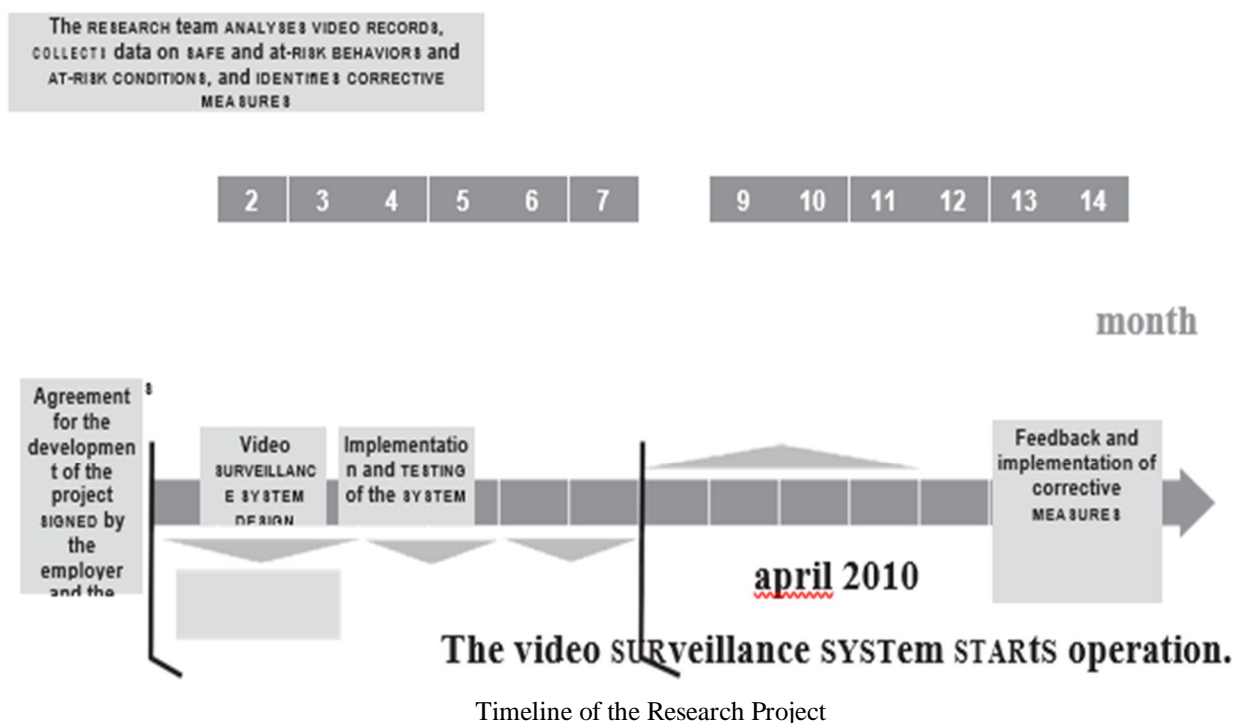 The RESEARCH team ANALYSES VIDEO RECORDS,
COLLECTS data on SAFE and at-RISK BEHAVIORS and
AT-RISK CONDITIONS, and IDENTIfIES CORRECTIVE
MEASURES
2 3 4 5 6 7 9 10 11 12 13 14
month
Agreement
for the
developmen
t of the
project
SIGNED by
the
employer
and the
s
Video
SURVEILLANC
E SYSTEM
DESIGN
Implementatio
n and TESTING
of the SYSTEM
Feedback and
implementation of
corrective
MEASURES
april 2010
The video SURveillance SYSTem STARtS operation.
Timeline of the Research Project